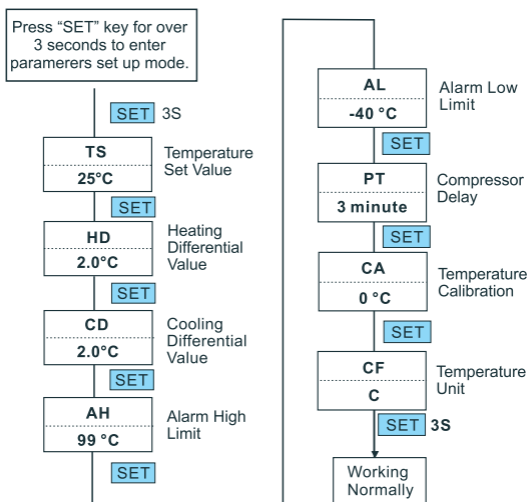 Press “SET” key for over
3 seconds to enter
paramerers set up mode.
SET 3S
TS
25°C
Temperature
Set Value
SET
HD
2.0°C
Heating
Differential
Value
SET
CD
2.0°C
Cooling
Differential
Value
SET
AH
99 °C
Alarm High
Limit
SET
AL
-40 °C
Alarm Low
Limit
SET
PT
3 minute
Compressor
Delay
SET
CA
0 °C
Temperature
Calibration
SET
CF
C
Temperature
Unit
SET 3S
Working
Normally